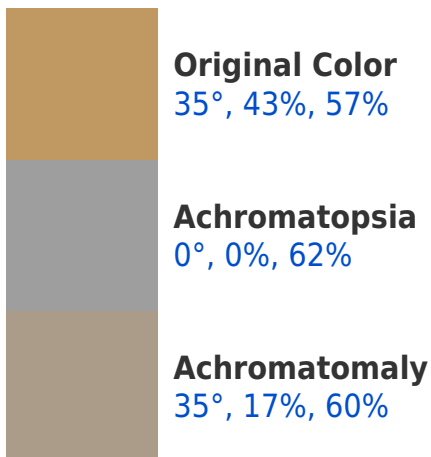 Original Color
35°, 43%, 57%
Achromatopsia
0°, 0%, 62%
Achromatomaly
35°, 17%, 60%